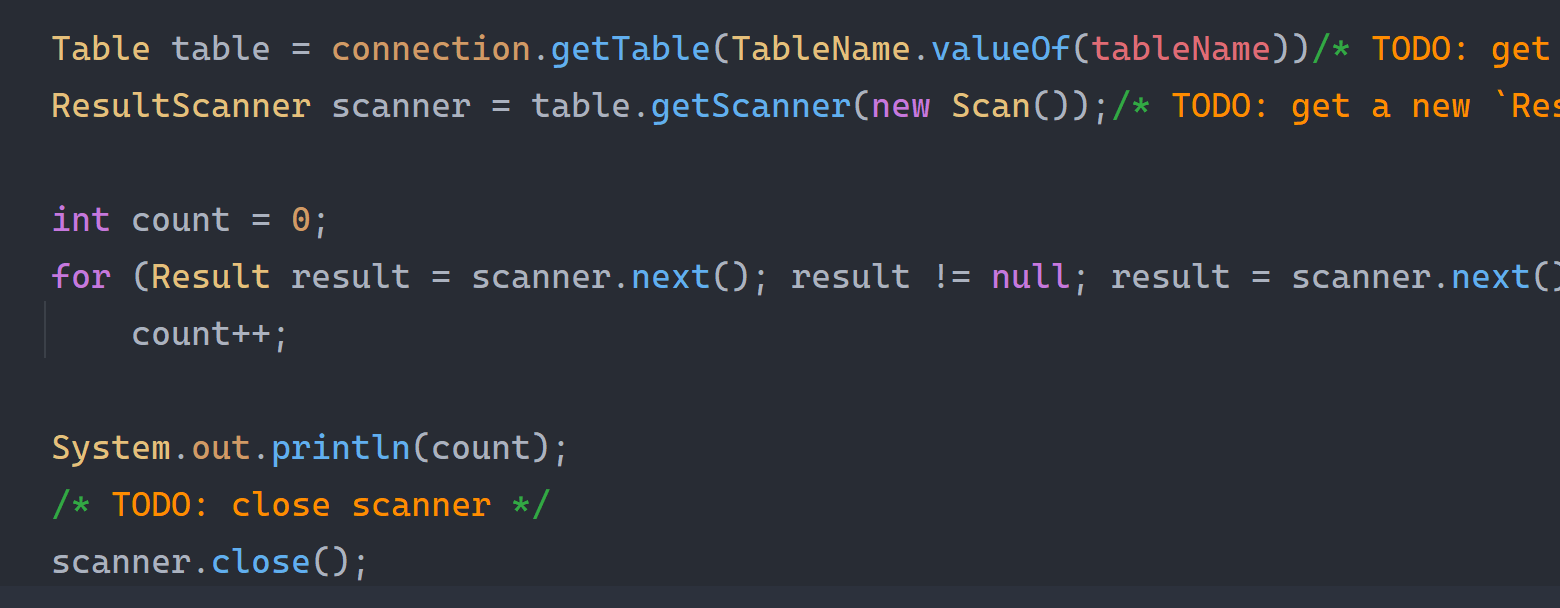 Table table = connection.getTable(TableName.valueOf(tableName))/* TODO: get
ResultScanner scanner = table.getScanner(new Scan());/* TODO: get a new `Res
int count = 0;
for (Result result = scanner.next(); result != null; result = scanner.next()
count++;
System.out.println(count);
/* TODO: close scanner */
scanner.close();